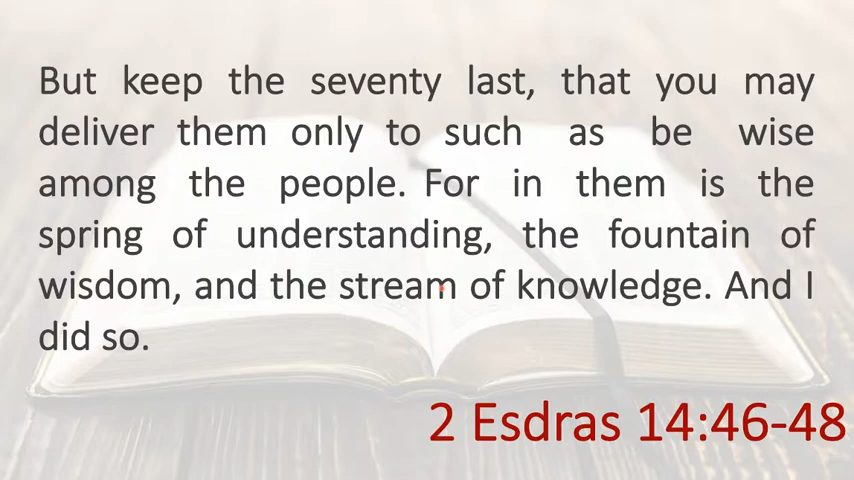 But keep the seventy last, that you may
deliver them only to such as be wise
among the people. For in them is the
spring of understanding, the fountain of
wisdom, and the stream of knowledge. And I
did so.
2 Esdras 14:46-48